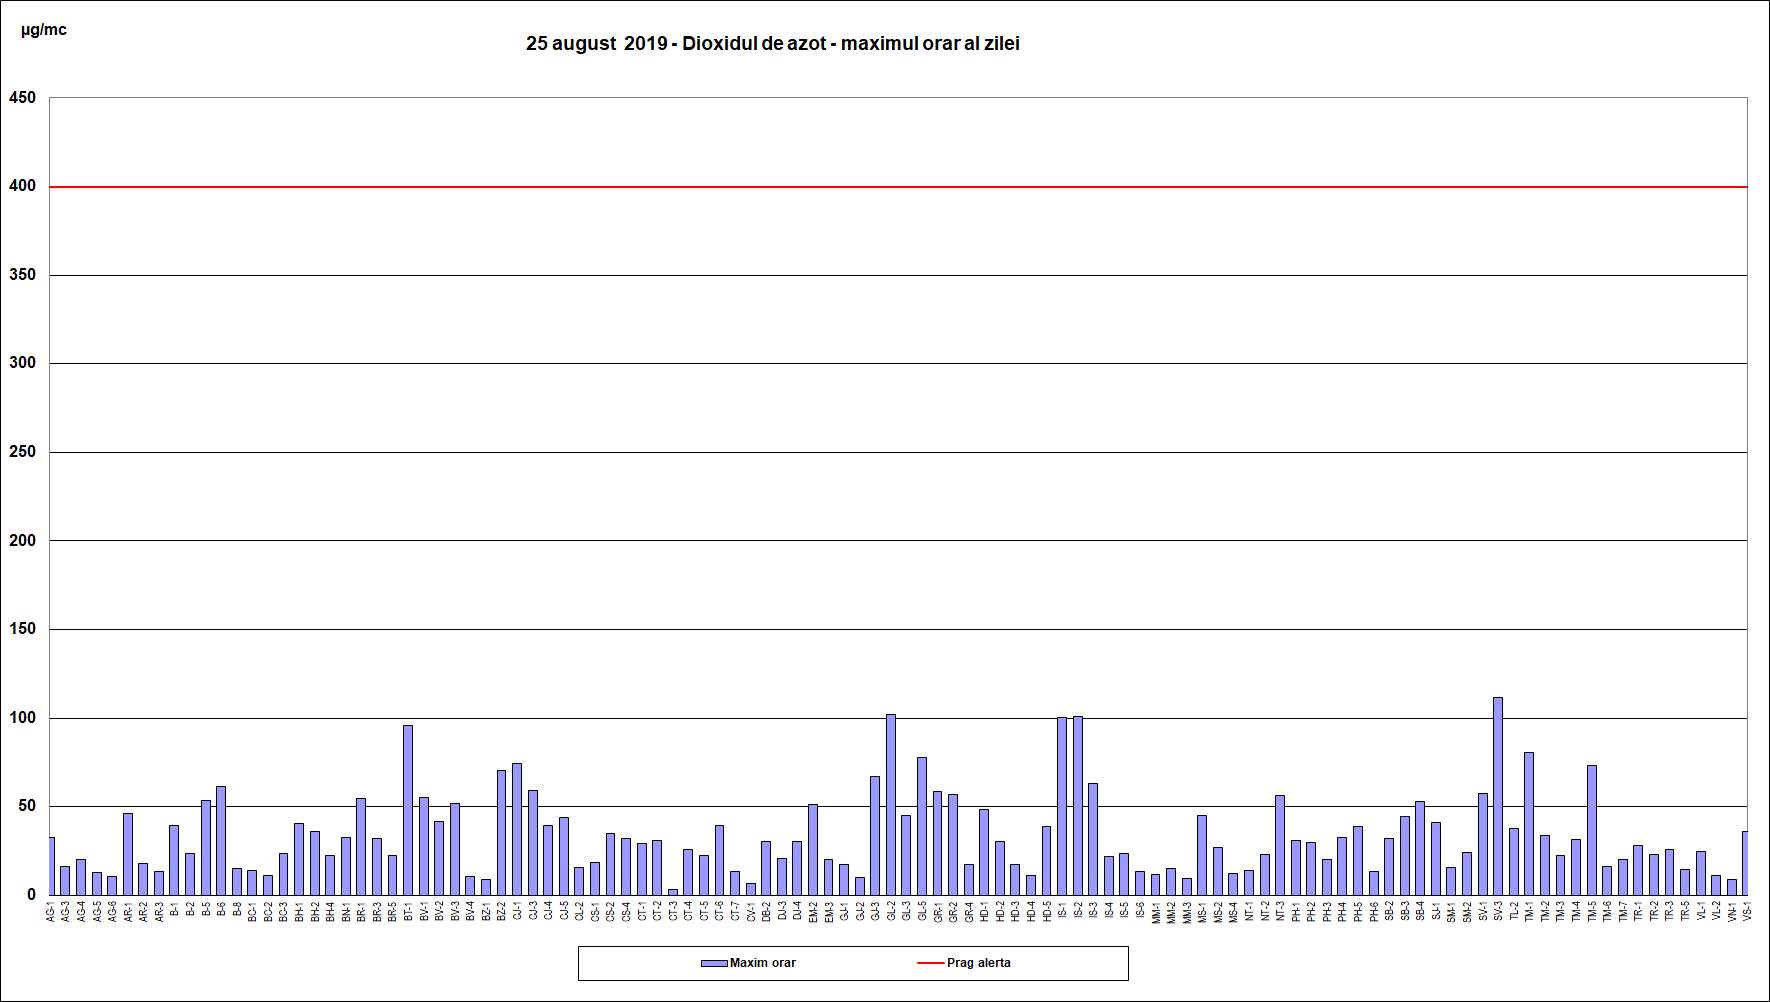 µg/mc
25 august 2019 - Dioxidul de azot - maximul orar al zilei
450
400
350
300
250
200
150
100
50
0
AG-1 AG-3 AG-4 AG-5 AG-6 AR-1 AR-2 AR-3 B-1 B-2 B-5 B-6 B-8 BC-1 BC-2 BC-3 BH-1 BH-2 BH-4 BN-1 BR-1 BR-3 BR-5 BT-1 BV-1 BV-2 BV-3 BV-4 BZ-1 BZ-2 CJ-1 CJ-3 CJ-4 CJ-5 CL-2 CS-1 CS-2 CS-4 CT-1 CT-2 CT-3 CT-4 CT-5 CT-6 CT-7 CV-1 DB-2 DJ-3 DJ-4 EM-2 EM-3 GJ-1 GJ-2 GJ-3 GL-2 GL-3 GL-5 GR-1 GR-2 GR-4 HD-1 HD-2 HD-3 HD-4 HD-5 IS-1 IS-2 IS-3 IS-4 IS-5 IS-6 MM-1 MM-2 MM-3 MS-1 MS-2 MS-4 NT-1 NT-2 NT-3 PH-1 PH-2 PH-3 PH-4 PH-5 PH-6 SB-2 SB-3 SB-4 SJ-1 SM-1 SM-2 SV-1 SV-3 TL-2 TM-1 TM-2 TM-3 TM-4 TM-5 TM-6 TM-7 TR-1 TR-2 TR-3 TR-5 VL-1 VL-2 VN-1 VS-1
Maxim orar Prag alerta